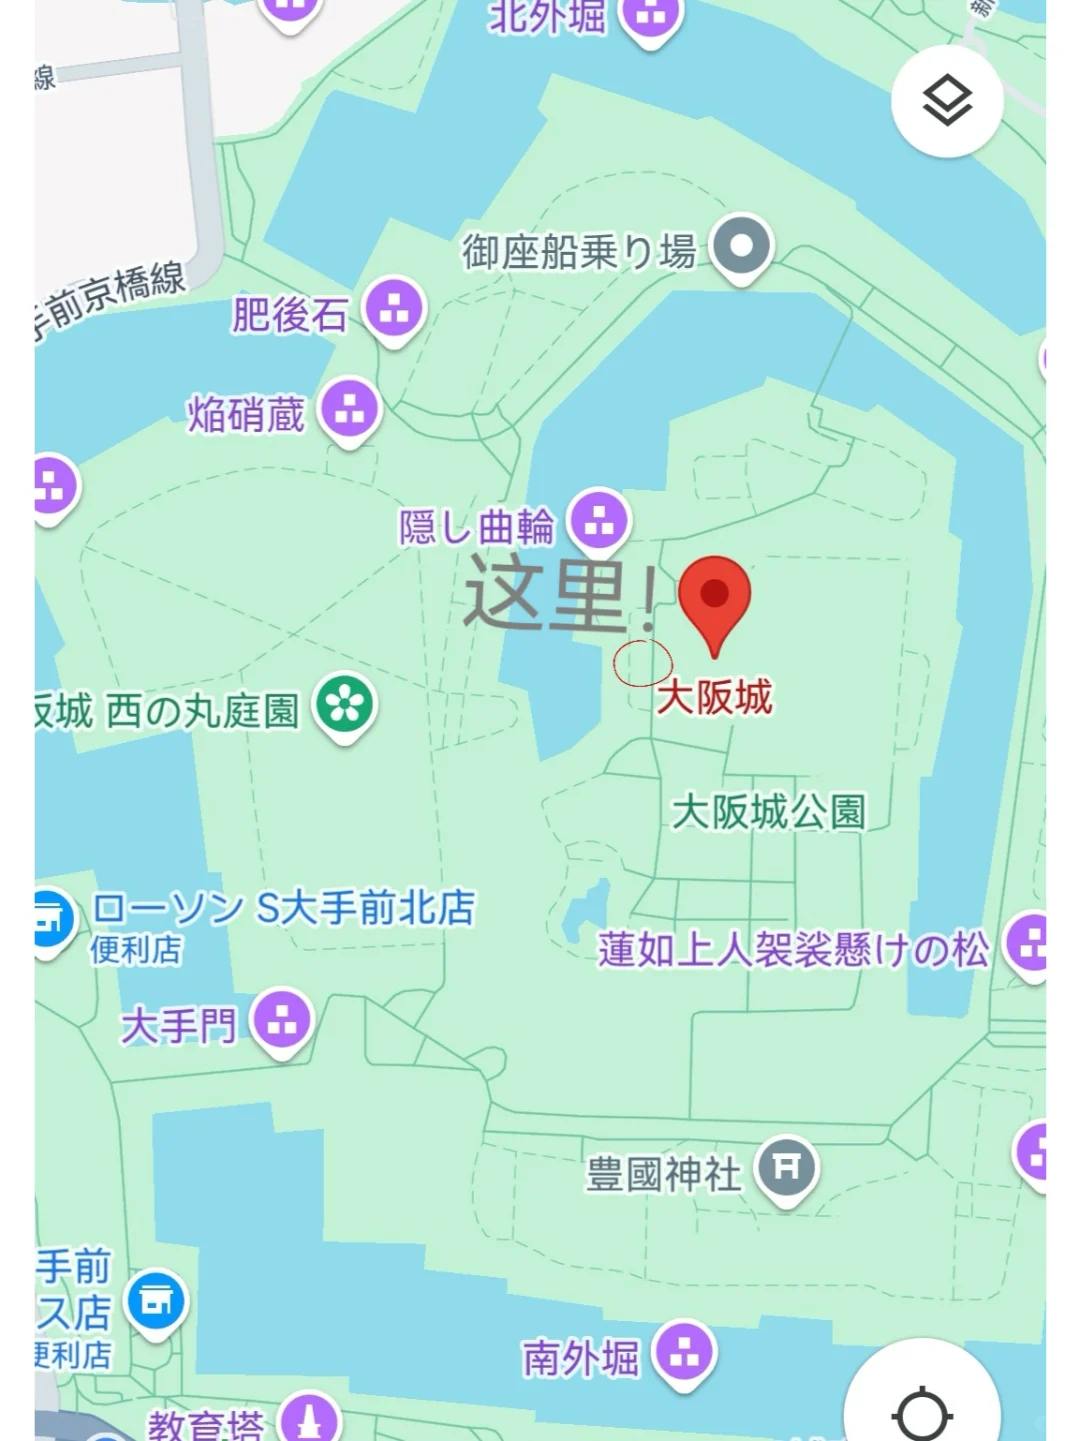 北外堀
線
御座船乗り場
手前京橋線
肥後石
焔硝蔵
隠し曲輪
这里!
大阪城
阪城 西の丸庭園
大阪城公園
ローソン S大手前北店
便利店
蓮如上人袈裟懸けの松
大手門
豊國神社
手前
ス店
便利店
南外堀
教育塔